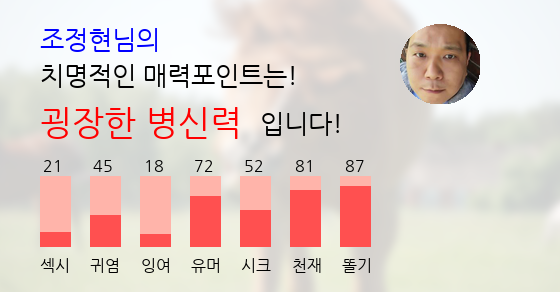 조정현님의
치명적인 매력포인트는!
굉장한 병신력 입니다!
21 45 18 72 52 81 87
섹시 귀염 잉여 유머 시크 천재 똘기